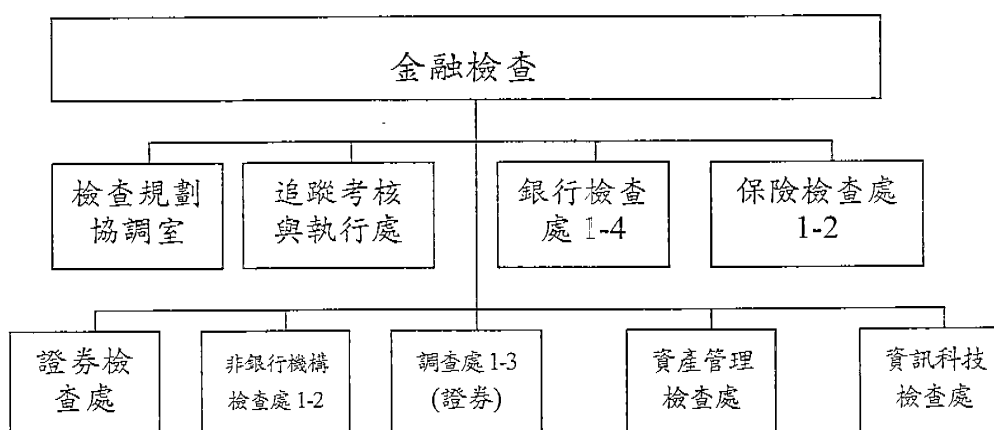 金融檢查
檢查規劃
協調室
追蹤考核
與執行處
銀行檢查
處 1-4
保險檢查處
1-2
證券檢
查處
非銀行機構
檢查處 1-2
調查處 1-3
(證券)
資產管理
檢查處
資訊科技
檢查處